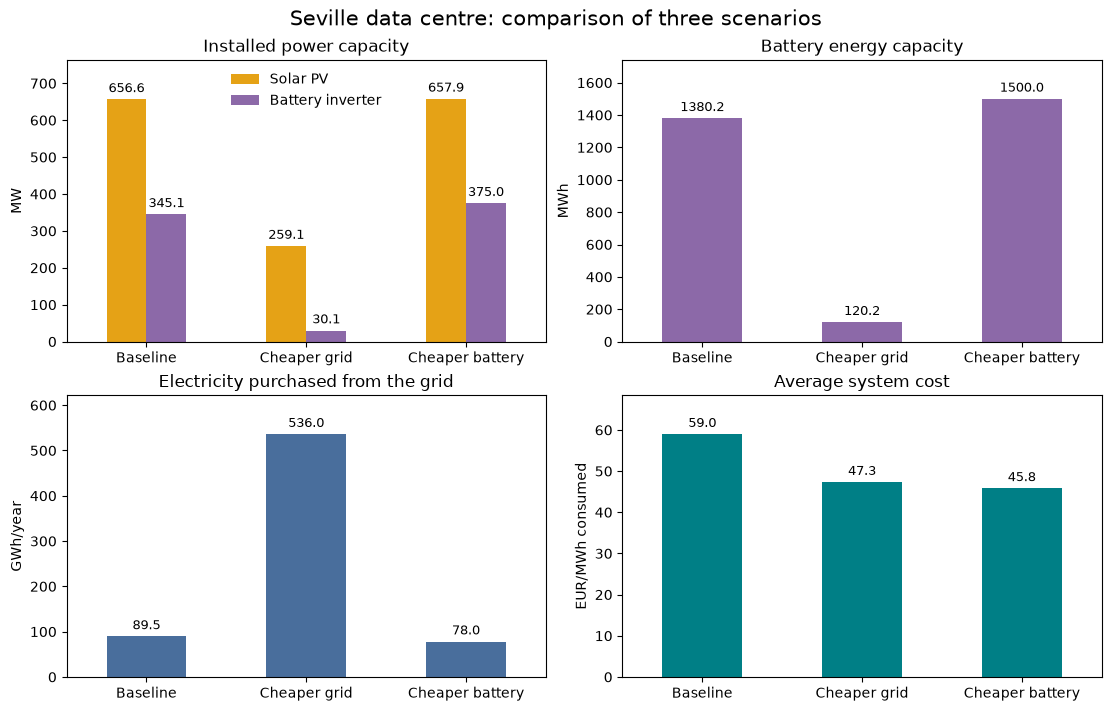 Seville data centre: comparison of three scenarios
Installed power capacity
MW
700
600
500
400
300
200
100
0
Solar PV
Battery inverter
656.6
345.1
259.1
30.1
657.9
375.0
Baseline
Cheaper grid
Cheaper battery
Battery energy capacity
MWh
1600
1400
1200
1000
800
600
400
200
0
1380.2
120.2
1500.0
Baseline
Cheaper grid
Cheaper battery
Electricity purchased from the grid
GWh/year
600
500
400
300
200
100
0
89.5
536.0
78.0
Baseline
Cheaper grid
Cheaper battery
Average system cost
EUR/MWh consumed
60
50
40
30
20
10
0
59.0
47.3
45.8
Baseline
Cheaper grid
Cheaper battery